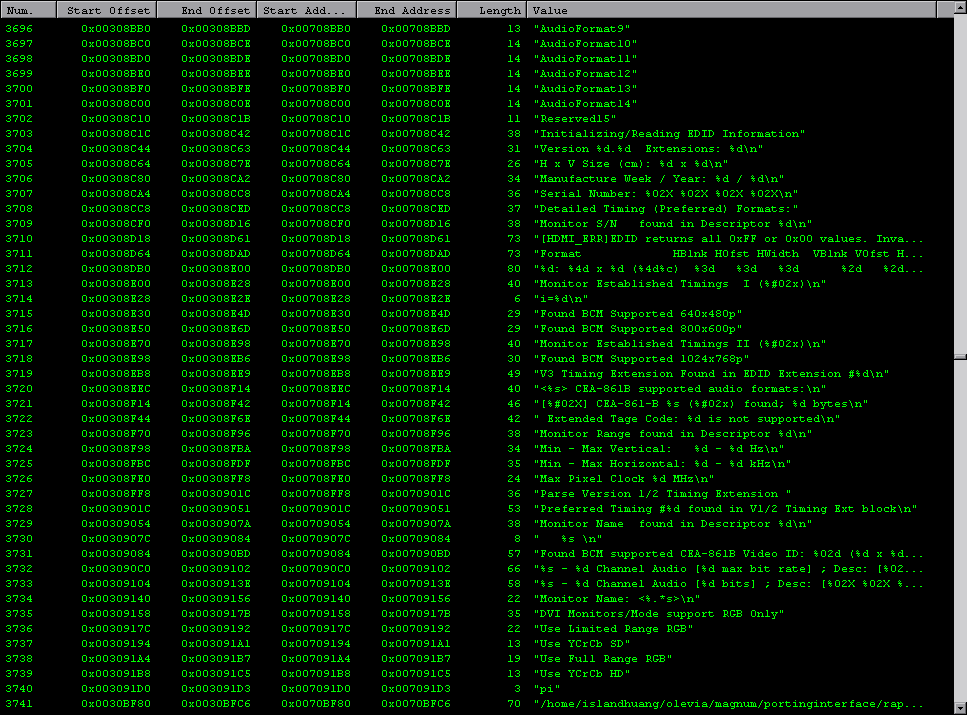 Num. Start Offset End Offset Start Add... End Address Length Value
3696 0x00308BB0 0x00308BBD 0x00708BB0 0x00708BBD 13 "AudioFormat9"
3697 0x00308BC0 0x00308BCE 0x00708BC0 0x00708BCE 14 "AudioFormat10"
3698 0x00308BD0 0x00308BDE 0x00708BD0 0x00708BDE 14 "AudioFormat11"
3699 0x00308BE0 0x00308BEE 0x00708BE0 0x00708BEE 14 "AudioFormat12"
3700 0x00308BF0 0x00308BFE 0x00708BF0 0x00708BFE 14 "AudioFormat13"
3701 0x00308C00 0x00308C0E 0x00708C00 0x00708C0E 14 "AudioFormat14"
3702 0x00308C10 0x00308C1B 0x00708C10 0x00708C1B 11 "Reserved15"
3703 0x00308C1C 0x00308C42 0x00708C1C 0x00708C42 38 "Initializing/Reading EDID Information"
3704 0x00308C44 0x00308C63 0x00708C44 0x00708C63 31 "Version %d.%d  Extensions: %d\n"
3705 0x00308C64 0x00308C7E 0x00708C64 0x00708C7E 26 "H x V Size (cm): %d x %d\n"
3706 0x00308C80 0x00308CA2 0x00708C80 0x00708CA2 34 "Manufacture Week / Year: %d / %d\n"
3707 0x00308CA4 0x00308CC8 0x00708CA4 0x00708CC8 36 "Serial Number: %02X %02X %02X %02X\n"
3708 0x00308CC8 0x00308CED 0x00708CC8 0x00708CED 37 "Detailed Timing (Preferred) Formats:"
3709 0x00308CF0 0x00308D16 0x00708CF0 0x00708D16 38 "Monitor S/N   found in Descriptor %d\n"
3710 0x00308D18 0x00308D61 0x00708D18 0x00708D61 73 "[HDMI_ERR]EDID returns all 0xFF or 0x00 values. Inva...
3711 0x00308D64 0x00308DAD 0x00708D64 0x00708DAD 73 "Format             HBlnk HOfst HWidth  VBlnk VOfst H...
3712 0x00308DB0 0x00308E00 0x00708DB0 0x00708E00 80 "%d: %4d x %d (%4d%c)  %3d   %3d   %3d      %2d   %2d...
3713 0x00308E00 0x00308E28 0x00708E00 0x00708E28 40 "Monitor Established Timings  I (%#02x)\n"
3714 0x00308E28 0x00308E2E 0x00708E28 0x00708E2E 6 "i=%d\n"
3715 0x00308E30 0x00308E4D 0x00708E30 0x00708E4D 29 "Found BCM Supported 640x480p"
3716 0x00308E50 0x00308E6D 0x00708E50 0x00708E6D 29 "Found BCM Supported 800x600p"
3717 0x00308E70 0x00308E98 0x00708E70 0x00708E98 40 "Monitor Established Timings II (%#02x)\n"
3718 0x00308E98 0x00308EB6 0x00708E98 0x00708EB6 30 "Found BCM Supported 1024x768p"
3719 0x00308EB8 0x00308EE9 0x00708EB8 0x00708EE9 49 "V3 Timing Extension Found in EDID Extension #%d\n"
3720 0x00308EEC 0x00308F14 0x00708EEC 0x00708F14 40 "<%s> CEA-861B supported audio formats:\n"
3721 0x00308F14 0x00308F42 0x00708F14 0x00708F42 46 "[%#02X] CEA-861-B %s (%#02x) found; %d bytes\n"
3722 0x00308F44 0x00308F6E 0x00708F44 0x00708F6E 42 " Extended Tage Code: %d is not supported\n"
3723 0x00308F70 0x00308F96 0x00708F70 0x00708F96 38 "Monitor Range found in Descriptor %d\n"
3724 0x00308F98 0x00308FBA 0x00708F98 0x00708FBA 34 "Min - Max Vertical:   %d - %d Hz\n"
3725 0x00308FBC 0x00308FDF 0x00708FBC 0x00708FDF 35 "Min - Max Horizontal: %d - %d kHz\n"
3726 0x00308FE0 0x00308FF8 0x00708FE0 0x00708FF8 24 "Max Pixel Clock %d MHz\n"
3727 0x00308FF8 0x0030901C 0x00708FF8 0x0070901C 36 "Parse Version 1/2 Timing Extension "
3728 0x0030901C 0x00309051 0x0070901C 0x00709051 53 "Preferred Timing #%d found in V1/2 Timing Ext block\n"
3729 0x00309054 0x0030907A 0x00709054 0x0070907A 38 "Monitor Name  found in Descriptor %d\n"
3730 0x0030907C 0x00309084 0x0070907C 0x00709084 8 "   %s \n"
3731 0x00309084 0x003090BD 0x00709084 0x007090BD 57 "Found BCM supported CEA-861B Video ID: %02d (%d x %d...
3732 0x003090C0 0x00309102 0x007090C0 0x00709102 66 "%s - %d Channel Audio [%d max bit rate] ; Desc: [%02...
3733 0x00309104 0x0030913E 0x00709104 0x0070913E 58 "%s - %d Channel Audio [%d bits] ; Desc: [%02X %02X %...
3734 0x00309140 0x00309156 0x00709140 0x00709156 22 "Monitor Name: <%.*s>\n"
3735 0x00309158 0x0030917B 0x00709158 0x0070917B 35 "DVI Monitors/Mode support RGB Only"
3736 0x0030917C 0x00309192 0x0070917C 0x00709192 22 "Use Limited Range RGB"
3737 0x00309194 0x003091A1 0x00709194 0x007091A1 13 "Use YCrCb SD"
3738 0x003091A4 0x003091B7 0x007091A4 0x007091B7 19 "Use Full Range RGB"
3739 0x003091B8 0x003091C5 0x007091B8 0x007091C5 13 "Use YCrCb HD"
3740 0x003091D0 0x003091D3 0x007091D0 0x007091D3 3 "pi"
3741 0x0030BF80 0x0030BFC6 0x0070BF80 0x0070BFC6 70 "/home/islandhuang/olevia/magnum/portinginterface/rap...